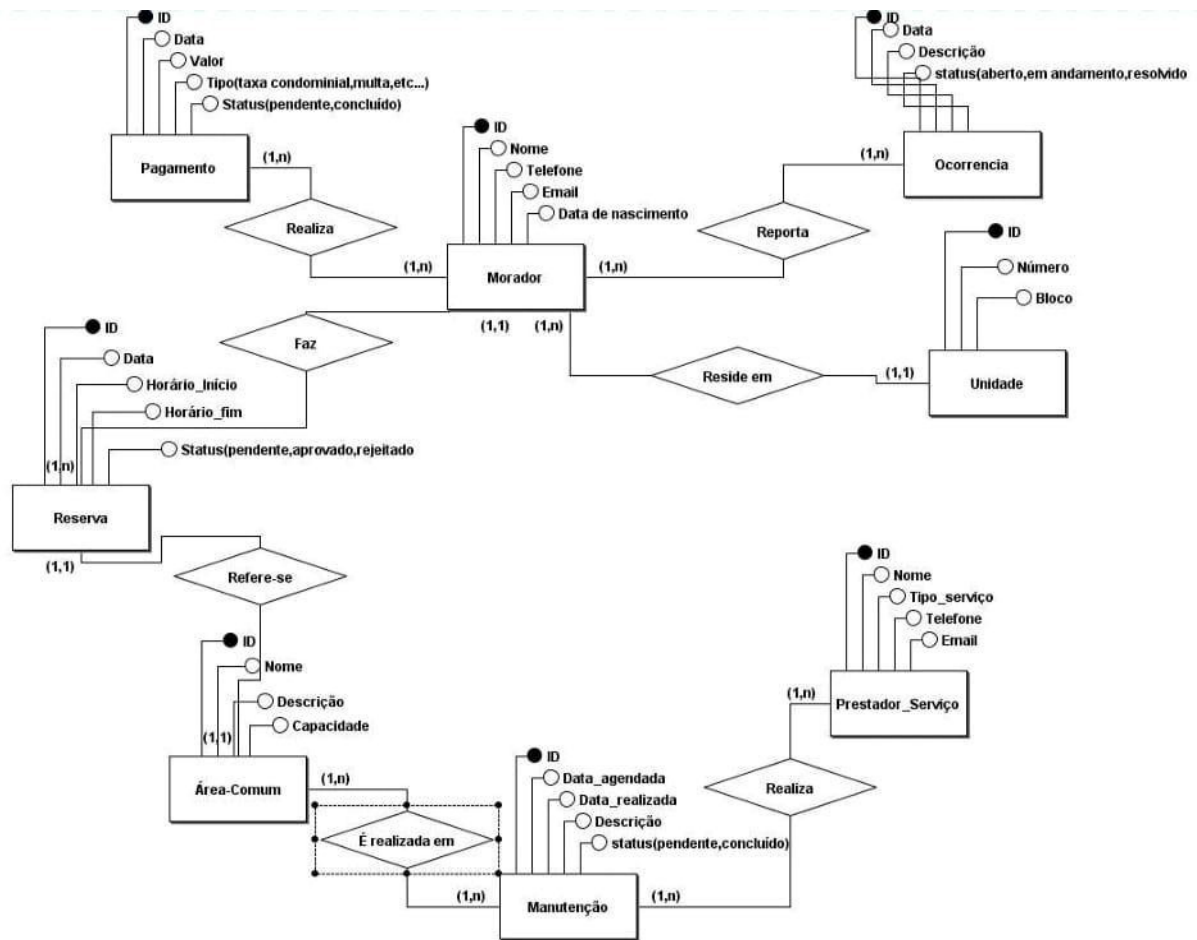 ID
Data
Valor
Tipo(taxa condominial,multa,etc...)
Status(pendente,concluído)
Pagamento
(1,n)
Realiza
(1,n)
ID
Nome
Telefone
Email
Data de nascimento
Morador
(1,n)
Reporta
(1,n)
ID
Data
Descrição
status(aberto,em andamento,resolvido
Ocorrencia
(1,1)
(1,n)
Faz
Reside em
(1,1)
ID
Número
Bloco
Unidade
ID
Data
Horário_Início
Horário_fim
Status(pendente,aprovado,rejeitado
(1,n)
Reserva
(1,1)
Refere-se
ID
Nome
Descrição
Capacidade
(1,1)
Área-Comum
(1,n)
É realizada em
(1,n)
ID
Data_agendada
Data_realizada
Descrição
status(pendente,concluído)
Manutenção
(1,n)
Realiza
(1,n)
ID
Nome
Tipo_serviço
Telefone
Email
Prestador_Serviço